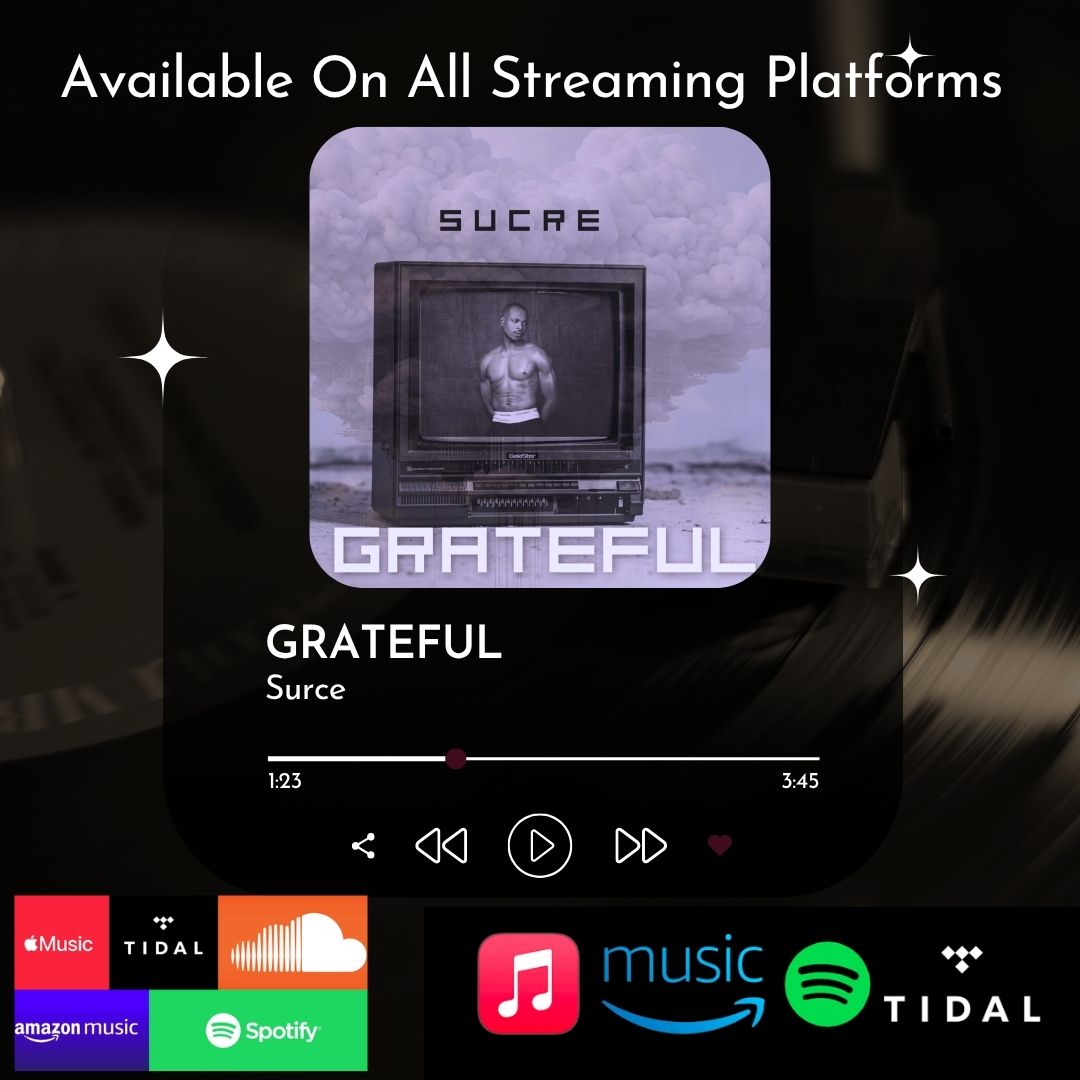 Available On All Streaming Platforms
SUCRE
GoldStar
GRATEFUL
GRATEFUL
Surce
1:23
3:45
Music
TIDAL
amazon music
Spotify
music
TIDAL